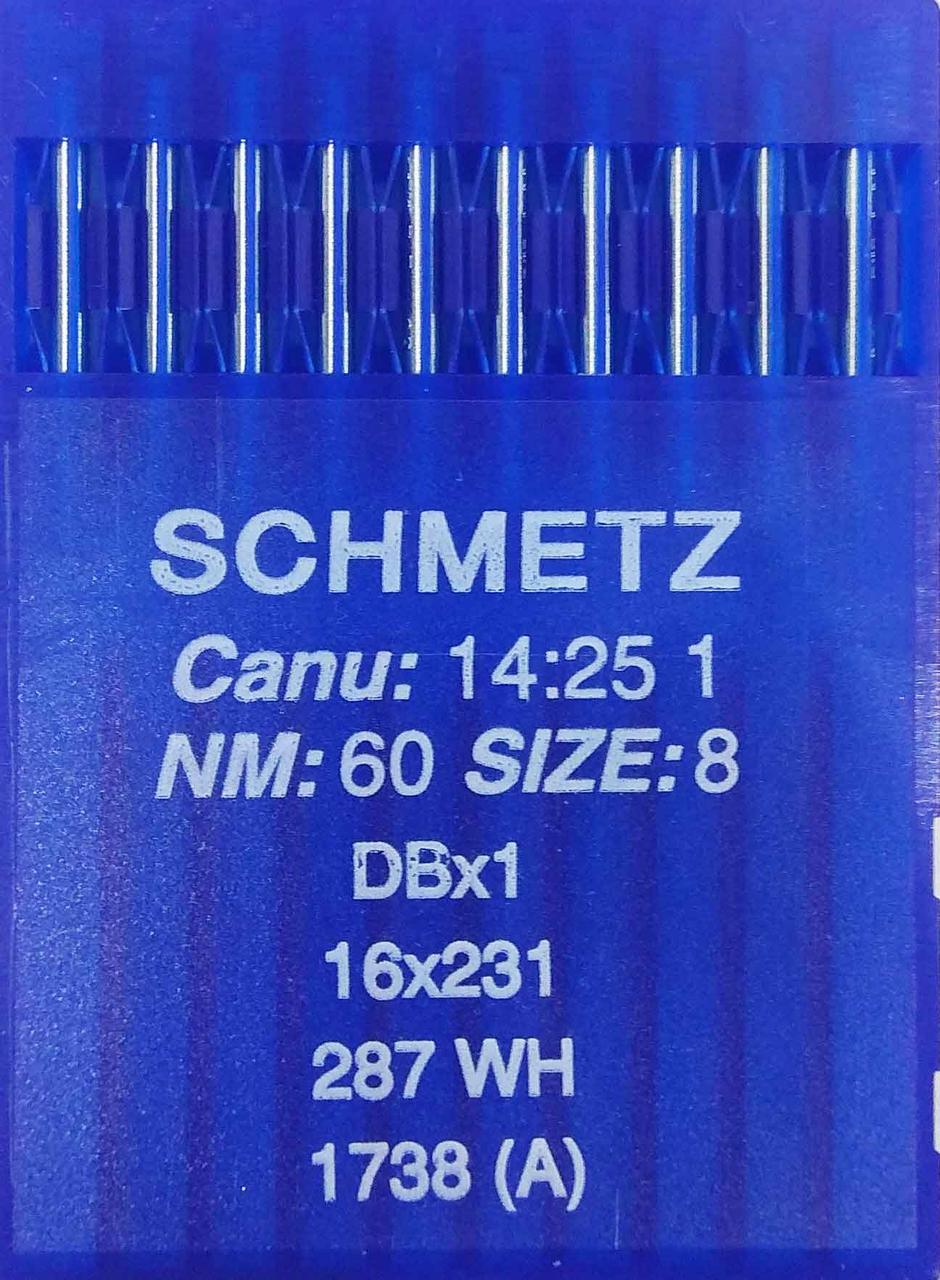 SCHMETZ
Canu: 14:25 1
NM: 60 SIZE: 8
DBx1
16x231
287 WH
1738 (A)